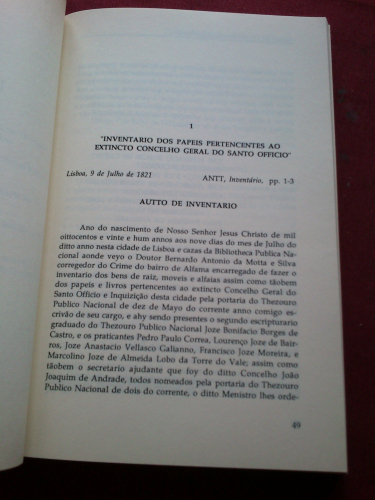 1
"INVENTARIO DOS PAPEIS PERTENCENTES AO
EXTINCTO CONCELHO GERAL DO SANTO OFFICIO"
Lisboa, 9 de Julho de 1821 ANTT, Inventário, pp. 1-3
AUTTO DE INVENTARIO
Ano do nascimento de Nosso Senhor Jesus Christo de mil
oittocentos e vinte e hum annos aos nove dias do mes de Julho do
ditto anno nesta cidade de Lisboa e cazas da Bibliotheca Publica Na-
cional aonde veyo o Doutor Bernardo Antonio da Motta e Silva
corregedor do Crime do bairro de Alfama encarregado de fazer o
inventario dos bens de raiz, moveis e alfaias assim como tãobem
dos papeis e livros pertencentes ao extincto Conselho Geral do
Santo Officio e Inquizição desta cidade pela portaria do Thezouro
Publico Nacional de dez de Mayo do corrente anno comigo es-
crivão de seu cargo, e ahy sendo presentes o segundo escripturario
graduado do Thezouro Publico Nacional Joze Bonifacio Borges de
Castro, e os praticantes Pedro Paulo Correa, Lourenço Joze de Bair-
ros, Joze Anastacio Vellasco Galianno, Francisco Joze Moreira, e
Marcolino Joze de Almeida Lobo da Torre do Vale; assim como
tãobem o secretario ajudante que foy do ditto Concelho João
Joaquim de Andrade, todos nomeados pela portaria do Thezouro
Publico Nacional de dois do corrente, o ditto Ministro lhes orde-
49